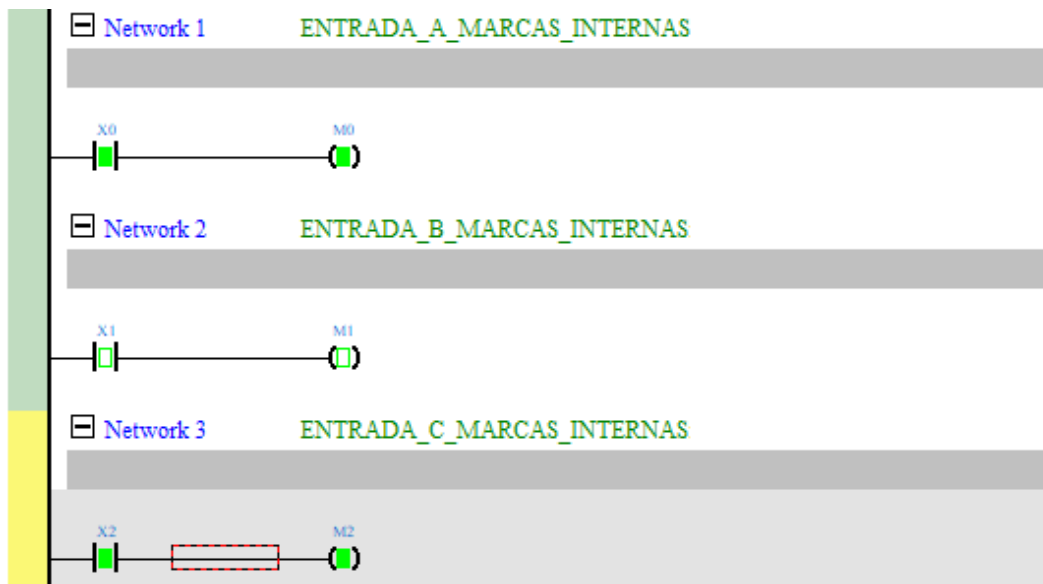 Network 1 ENTRADA_A_MARCAS_INTERNAS
X0 M0
Network 2 ENTRADA_B_MARCAS_INTERNAS
X1 M1
Network 3 ENTRADA_C_MARCAS_INTERNAS
X2 M2